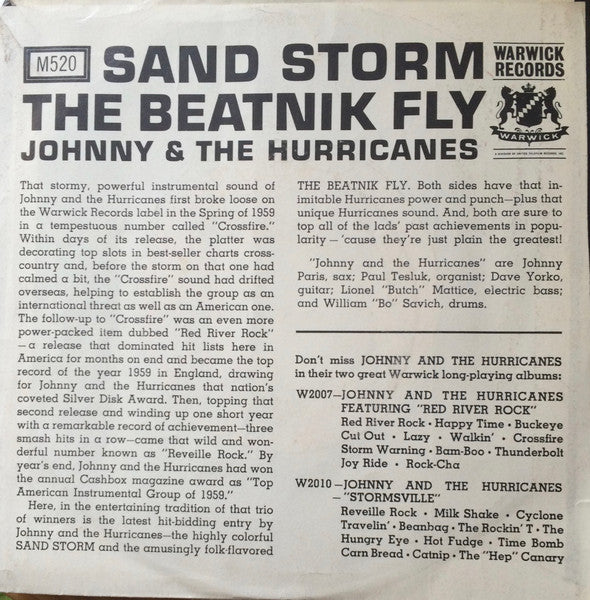 M520 SAND STORM
THE BEATNIK FLY
JOHNNY & THE HURRICANES
WARWICK
RECORDS
WARWICK
A DIVISION OF UNITED TELEFILM RECORDS, INC.
That stormy, powerful instrumental sound of
Johnny and the Hurricanes first broke loose on
the Warwick Records label in the Spring of 1959
in a tempestuous number called "Crossfire."
Within days of its release, the platter was
decorating top slots in best-seller charts cross-
country and, before the storm on that one had
calmed a bit, the "Crossfire" sound had drifted
overseas, helping to establish the group as an
international threat as well as an American one.
The follow-up to "Crossfire" was an even more
power-packed item dubbed "Red River Rock"
—a release that dominated hit lists here in
America for months on end and became the top
record of the year 1959 in England, drawing
for Johnny and the Hurricanes that nation's
coveted Silver Disk Award. Then, topping that
second release and winding up one short year
with a remarkable record of achievement—three
smash hits in a row—came that wild and won-
derful number known as "Reveille Rock." By
year's end, Johnny and the Hurricanes had won
the annual Cashbox magazine award as "Top
American Instrumental Group of 1959."
Here, in the entertaining tradition of that trio
of winners is the latest hit-bidding entry by
Johnny and the Hurricanes—the highly colorful
SAND STORM and the amusingly folk-flavored
THE BEATNIK FLY. Both sides have that in-
imitable Hurricanes power and punch—plus that
unique Hurricanes sound. And, both are sure to
top all of the lads' past achievements in popu-
larity — 'cause they're just plain the greatest!
"Johnny and the Hurricanes" are Johnny
Paris, sax; Paul Tesluk, organist; Dave Yorko,
guitar; Lionel "Butch" Mattice, electric bass;
and William "Bo" Savich, drums.
Don't miss JOHNNY AND THE HURRICANES
in their two great Warwick long-playing albums:
W2007—JOHNNY AND THE HURRICANES
FEATURING "RED RIVER ROCK"
Red River Rock • Happy Time • Buckeye
Cut Out • Lazy • Walkin' • Crossfire
Storm Warning • Bam-Boo • Thunderbolt
Joy Ride • Rock-Cha
W2010—JOHNNY AND THE HURRICANES
—"STORMSVILLE"
Reveille Rock • Milk Shake • Cyclone
Travelin' • Beanbag • The Rockin' T • The
Hungry Eye • Hot Fudge • Time Bomb
Carn Bread • Catnip • The "Hep" Canary